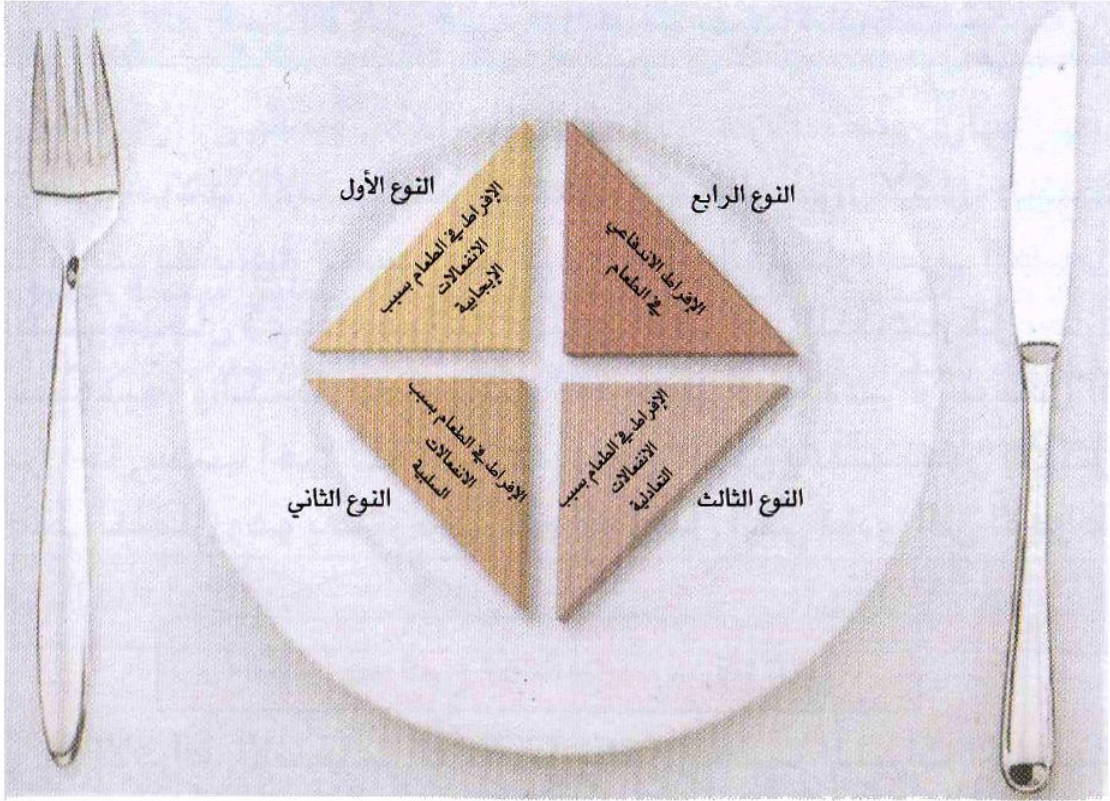 النوع الأول
الإفراط في الطعام بسبب
الانفعالات
الإيجابية
النوع الرابع
الإفراط الاندفاعي
في الطعام
النوع الثاني
الإفراط في الطعام بسبب
الانفعالات
السلبية
النوع الثالث
الإفراط في الطعام بسبب
الانفعالات
التعادلية